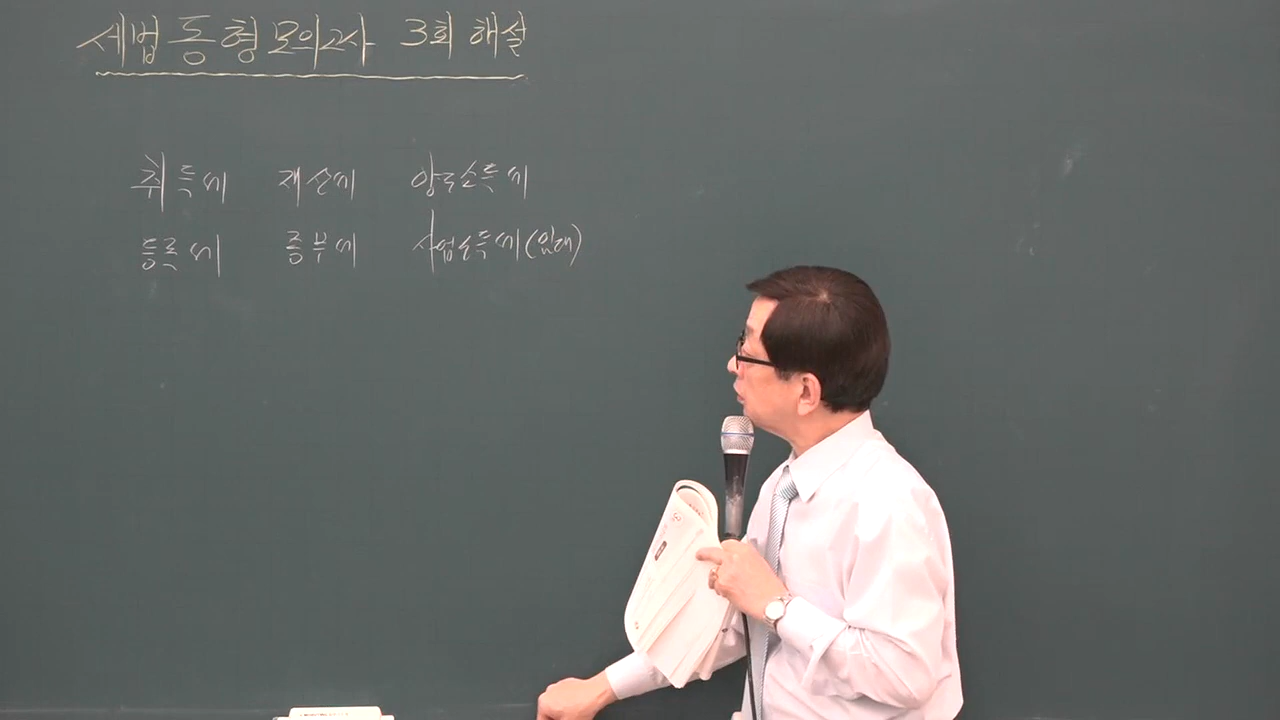 세법 동형 모의고사 3회 해설
취득세 재산세 양도소득세
등록세 종부세 사업소득세(임대)